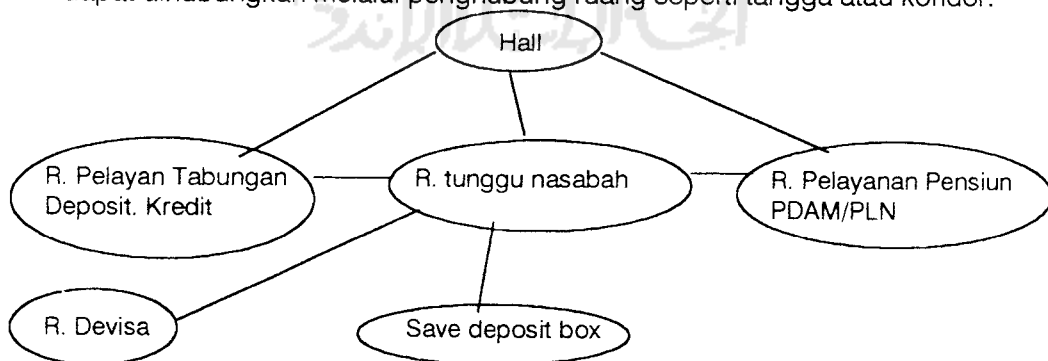 dihubungkan melalui penghubung ruang seperti tangga atau koridor.
Hall
R. Pelayan Tabungan
Deposit. Kredit
R. tunggu nasabah
R. Pelayanan Pensiun
PDAM/PLN
R. Devisa
Save deposit box